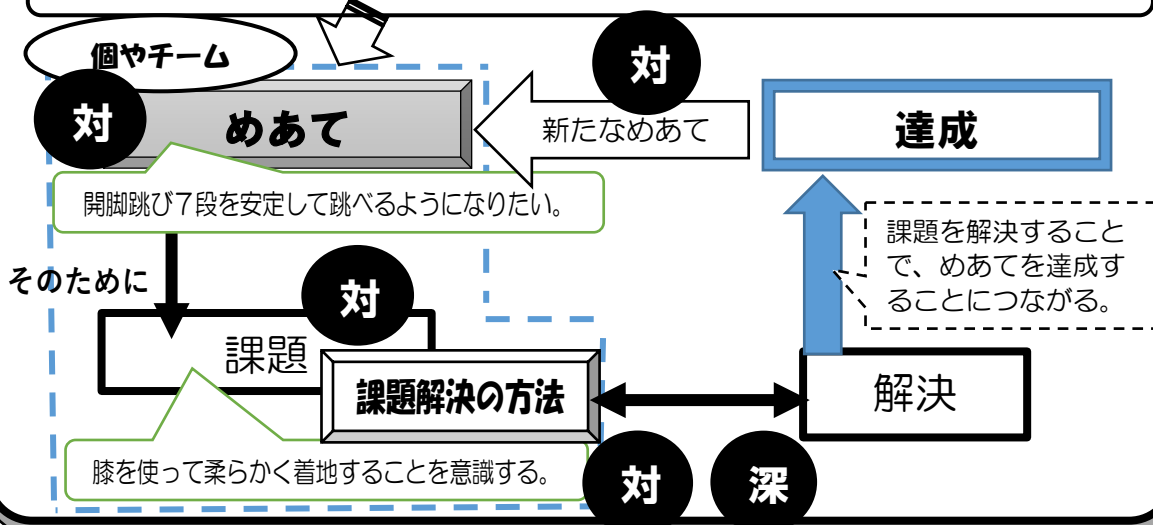 個やチーム
対
めあて
対
新たなめあて
達成
開脚跳び7段を安定して跳べるようになりたい。
そのために
対
課題
課題解決の方法
膝を使って柔らかく着地することを意識する。
対
深
解決
課題を解決すること
で、めあてを達成す
ることにつながる。